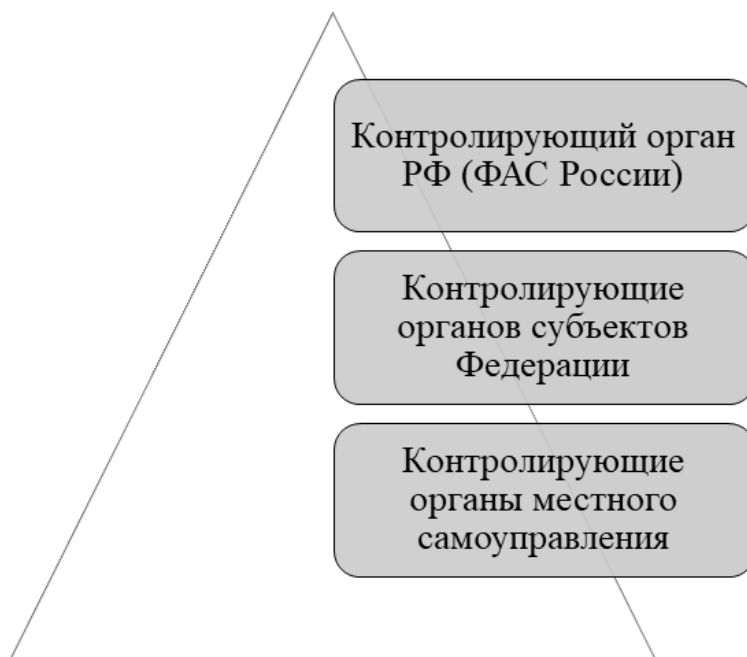 Контролирующий орган
РФ (ФАС России)
Контролирующие
органов субъектов
Федерации
Контролирующие
органы местного
самоуправления